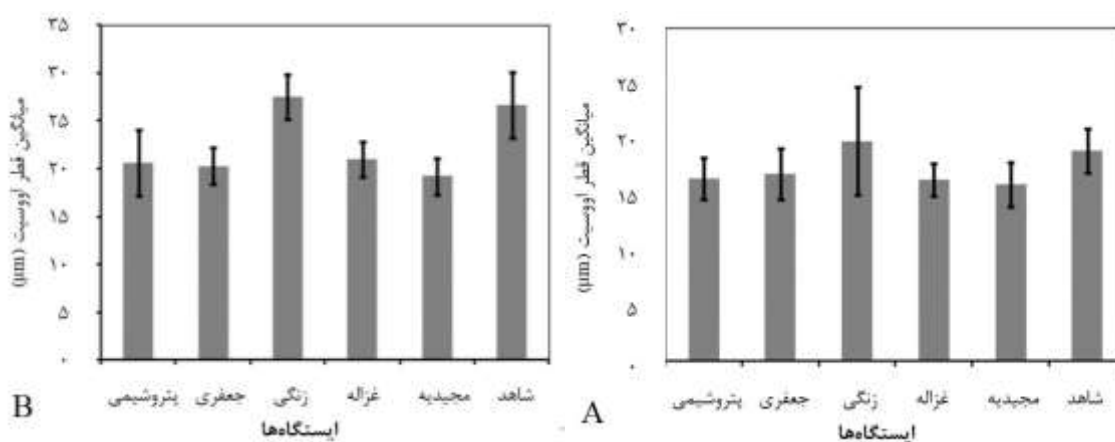 B
میانگین قطر اووسیت (µm)
۳۵
۳۰
۲۵
۲۰
۱۵
۱۰
۵
۰
پتروشیمی جعفری زنگی غزاله مجیدیه شاهد
ایستگاه‌ها
A
میانگین قطر اووسیت (µm)
۳۰
۲۵
۲۰
۱۵
۱۰
۵
۰
پتروشیمی جعفری زنگی غزاله مجیدیه شاهد
ایستگاه‌ها